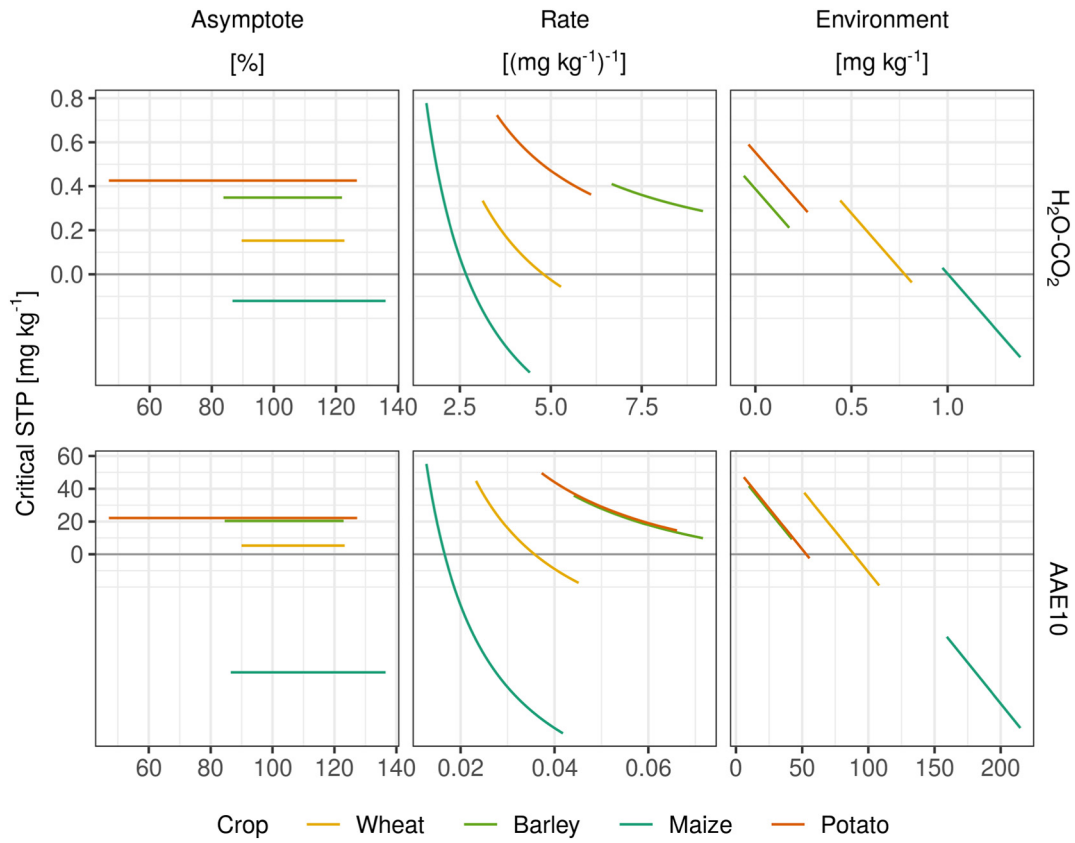 Asymptote Rate Environment
[%] [(mg kg⁻¹)⁻¹] [mg kg⁻¹]
Critical STP [mg kg⁻¹]
0.8
0.6
0.4
0.2
0.0
60 80 100 120 140 2.5 5.0 7.5 0.0 0.5 1.0
H₂O-CO₂
60
40
20
0
60 80 100 120 140 0.02 0.04 0.06 0 50 100 150 200
AAE10
Crop Wheat Barley Maize Potato